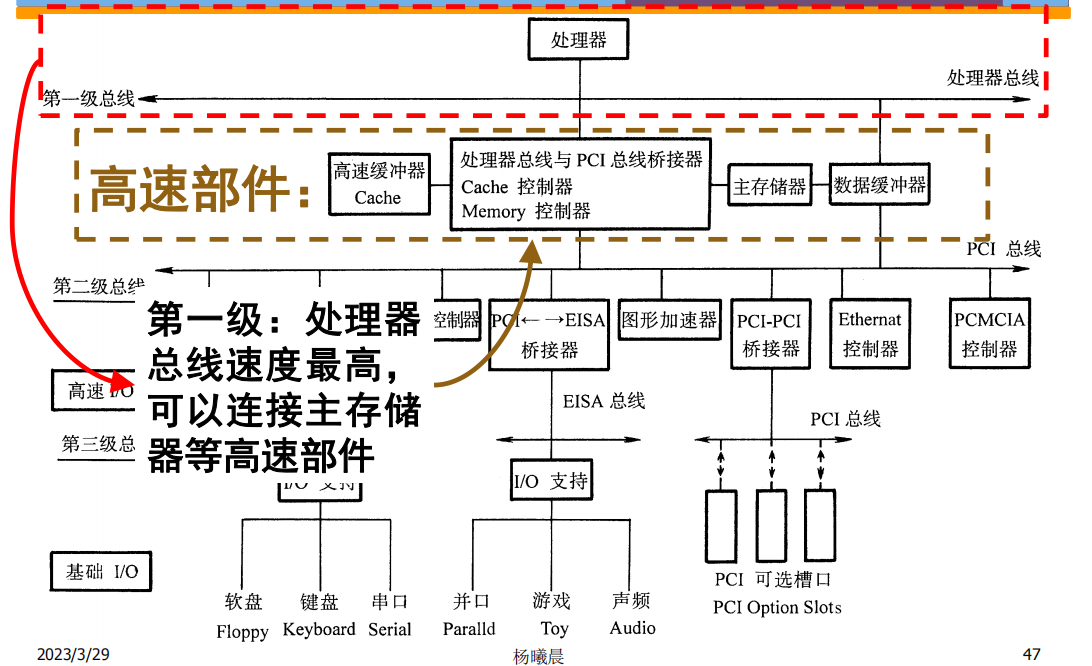 处理器
处理器总线
第一级总线
高速部件：
高速缓冲器
Cache
处理器总线与PCI总线桥接器
Cache 控制器
Memory 控制器
主存储器
数据缓冲器
PCI 总线
第二级总线
第一级：处理器
总线速度最高，
可以连接主存储
器等高速部件
控制器
PCI←→EISA
桥接器
图形加速器
PCI-PCI
桥接器
Ethernat
控制器
PCMCIA
控制器
高速 I/O
EISA 总线
PCI 总线
第三级总
I/O 支持
I/O 支持
基础 I/O
软盘
Floppy
键盘
Keyboard
串口
Serial
并口
Paralld
游戏
Toy
声频
Audio
PCI 可选槽口
PCI Option Slots
2023/3/29
杨曦晨
47